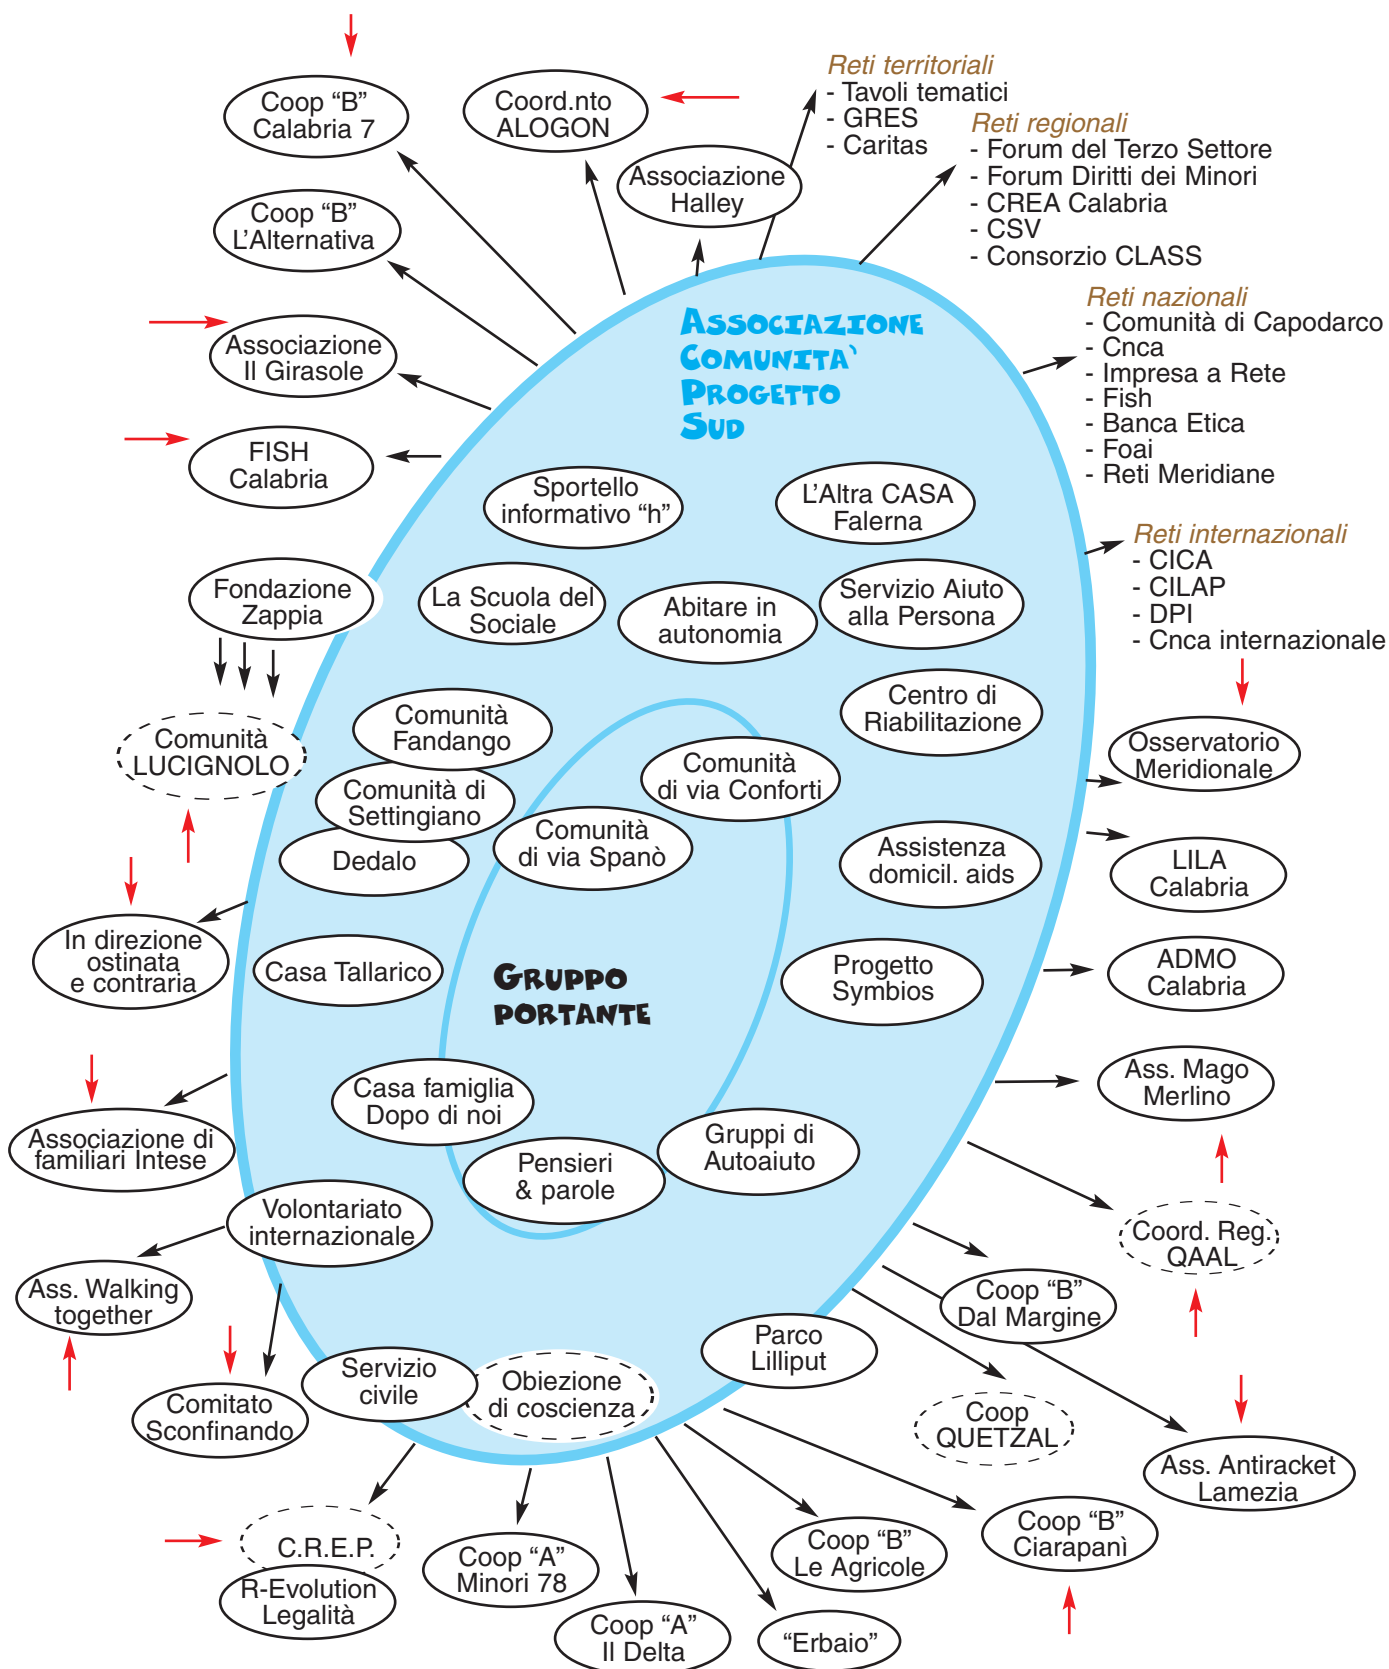 Coop “B”
Calabria 7
Coord.nto
ALOGON
Associazione
Halley
Reti territoriali
- Tavoli tematici
- GRES
- Caritas
Reti regionali
- Forum del Terzo Settore
- Forum Diritti dei Minori
- CREA Calabria
- CSV
- Consorzio CLASS
Coop “B”
L’Alternativa
Associazione
Il Girasole
FISH
Calabria
Reti nazionali
- Comunità di Capodarco
- Cnca
- Impresa a Rete
- Fish
- Banca Etica
- Foai
- Reti Meridiane
ASSOCIAZIONE
COMUNITA’
PROGETTO
SUD
Sportello
informativo “h”
L’Altra CASA
Falerna
Reti internazionali
- CICA
- CILAP
- DPI
- Cnca internazionale
Fondazione
Zappia
La Scuola del
Sociale
Abitare in
autonomia
Servizio Aiuto
alla Persona
Comunità
LUCIGNOLO
Comunità
Fandango
Centro di
Riabilitazione
Osservatorio
Meridionale
Comunità di
Settingiano
Comunità
di via Conforti
Dedalo
Comunità
di via Spanò
Assistenza
domicil. aids
LILA
Calabria
In direzione
ostinata
e contraria
Casa Tallarico
GRUPPO
PORTANTE
Progetto
Symbios
ADMO
Calabria
Casa famiglia
Dopo di noi
Ass. Mago
Merlino
Associazione di
familiari Intese
Pensieri
& parole
Gruppi di
Autoaiuto
Volontariato
internazionale
Coord. Reg.
QAAL
Ass. Walking
together
Coop “B”
Dal Margine
Parco
Lilliput
Servizio
civile
Obiezione
di coscienza
Comitato
Sconfinando
Coop
QUETZAL
Ass. Antiracket
Lamezia
C.R.E.P.
R-Evolution
Legalità
Coop “A”
Minori 78
Coop “A”
Il Delta
“Erbaio”
Coop “B”
Le Agricole
Coop “B”
Ciarapanì